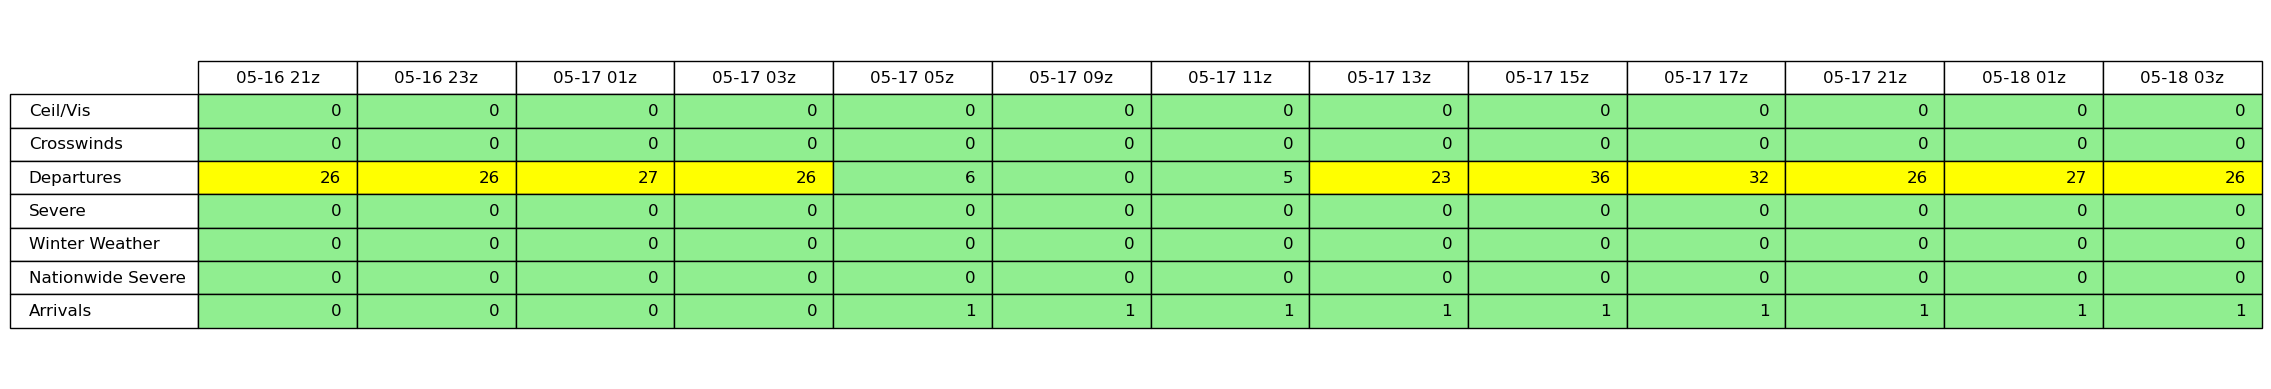 05-16 21z 05-16 23z 05-17 01z 05-17 03z 05-17 05z 05-17 09z 05-17 11z 05-17 13z 05-17 15z 05-17 17z 05-17 21z 05-18 01z 05-18 03z
Ceil/Vis 0 0 0 0 0 0 0 0 0 0 0 0 0
Crosswinds 0 0 0 0 0 0 0 0 0 0 0 0 0
Departures 26 26 27 26 6 0 5 23 36 32 26 27 26
Severe 0 0 0 0 0 0 0 0 0 0 0 0 0
Winter Weather 0 0 0 0 0 0 0 0 0 0 0 0 0
Nationwide Severe 0 0 0 0 0 0 0 0 0 0 0 0 0
Arrivals 0 0 0 0 1 1 1 1 1 1 1 1 1